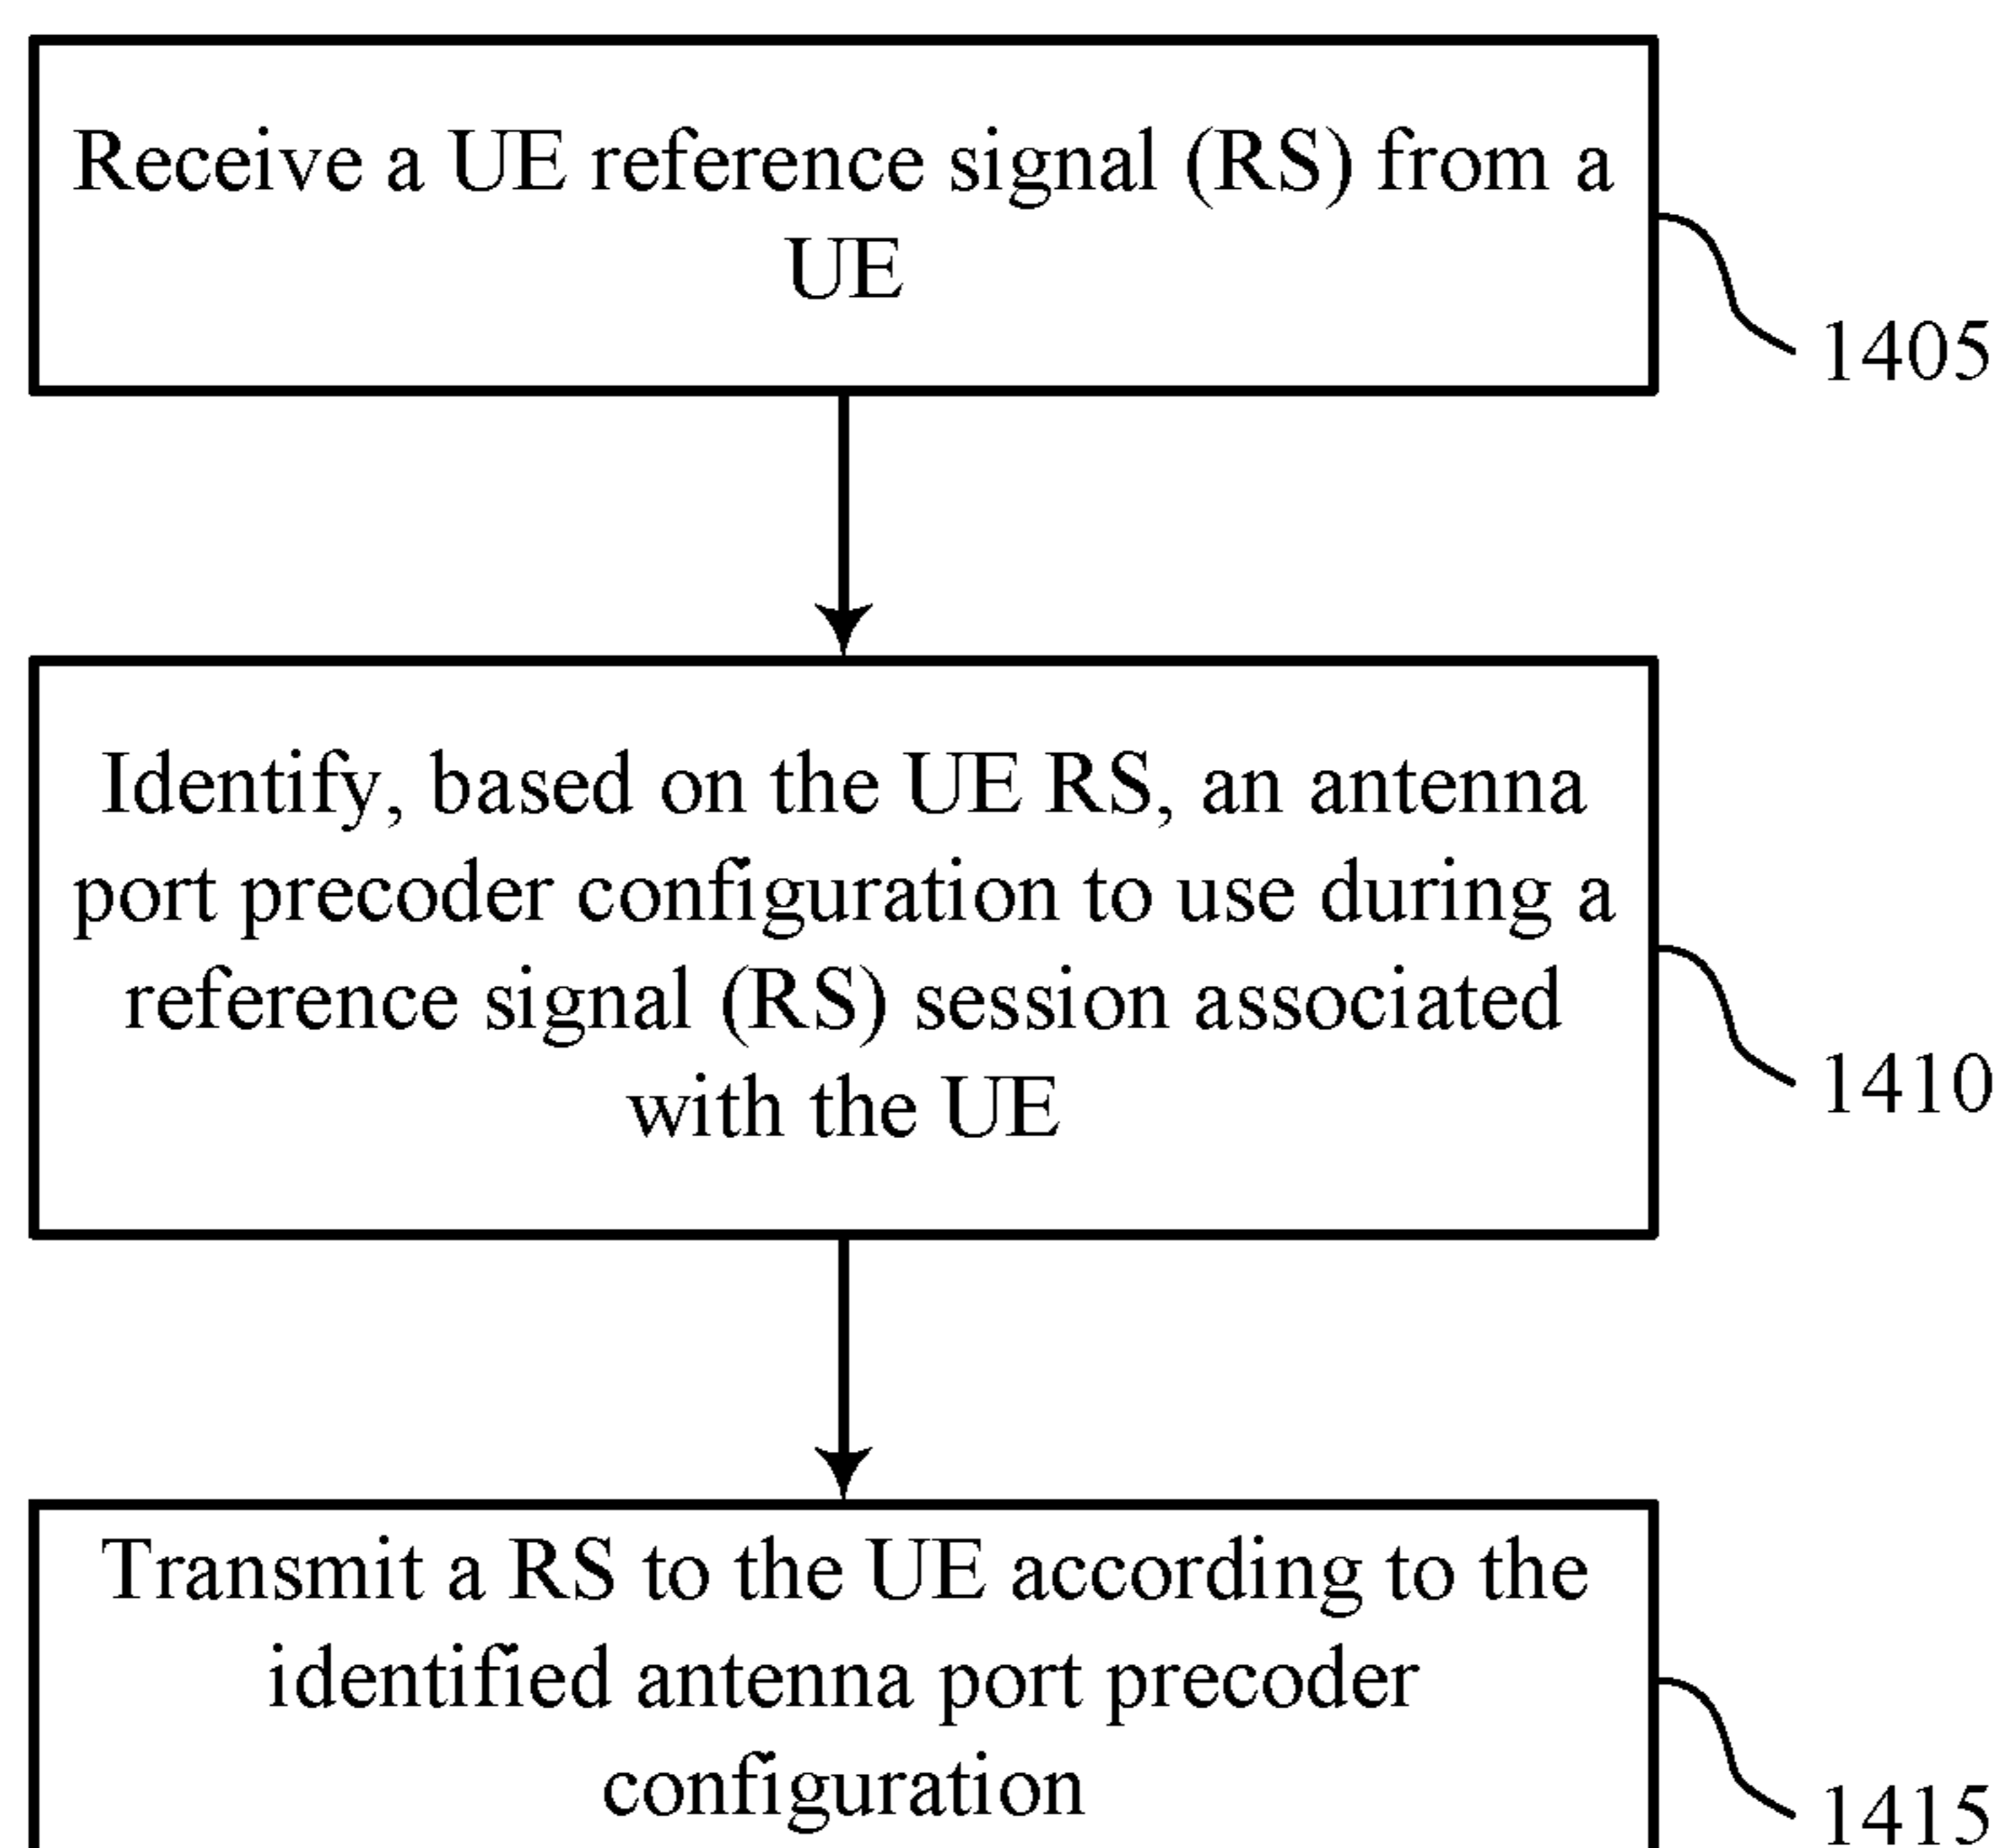 Receive a UE reference signal (RS) from a
UE
1405
Identify, based on the UE RS, an antenna
port precoder configuration to use during a
reference signal (RS) session associated
with the UE
1410
Transmit a RS to the UE according to the
identified antenna port precoder
configuration
1415